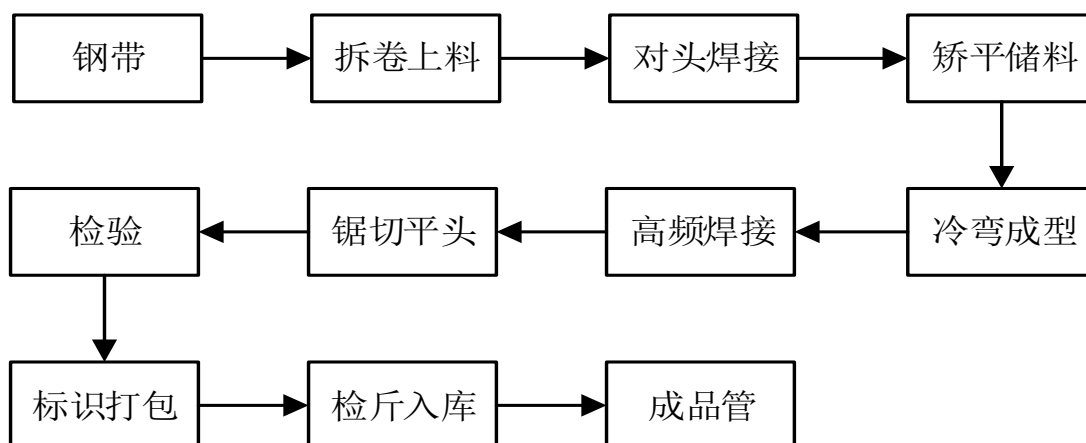 钢带
拆卷上料
对头焊接
矫平储料
冷弯成型
高频焊接
锯切平头
检验
标识打包
检斤入库
成品管